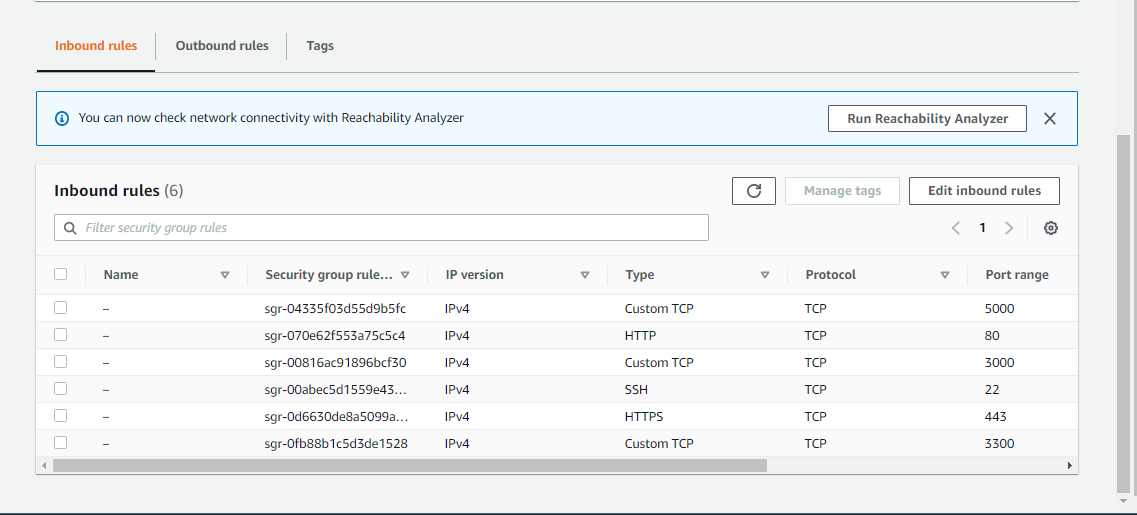 Inbound rules Outbound rules Tags
You can now check network connectivity with Reachability Analyzer Run Reachability Analyzer
Inbound rules (6) Manage tags Edit inbound rules
Filter security group rules 1
Name Security group rule... IP version Type Protocol Port range
– sgr-04335f03d55d9b5fc IPv4 Custom TCP TCP 5000
– sgr-070e62f553a75c5c4 IPv4 HTTP TCP 80
– sgr-00816ac91896bcf30 IPv4 Custom TCP TCP 3000
– sgr-00abec5d1559e43... IPv4 SSH TCP 22
– sgr-0d6630de8a5099a... IPv4 HTTPS TCP 443
– sgr-0fb88b1c5d3de1528 IPv4 Custom TCP TCP 3300